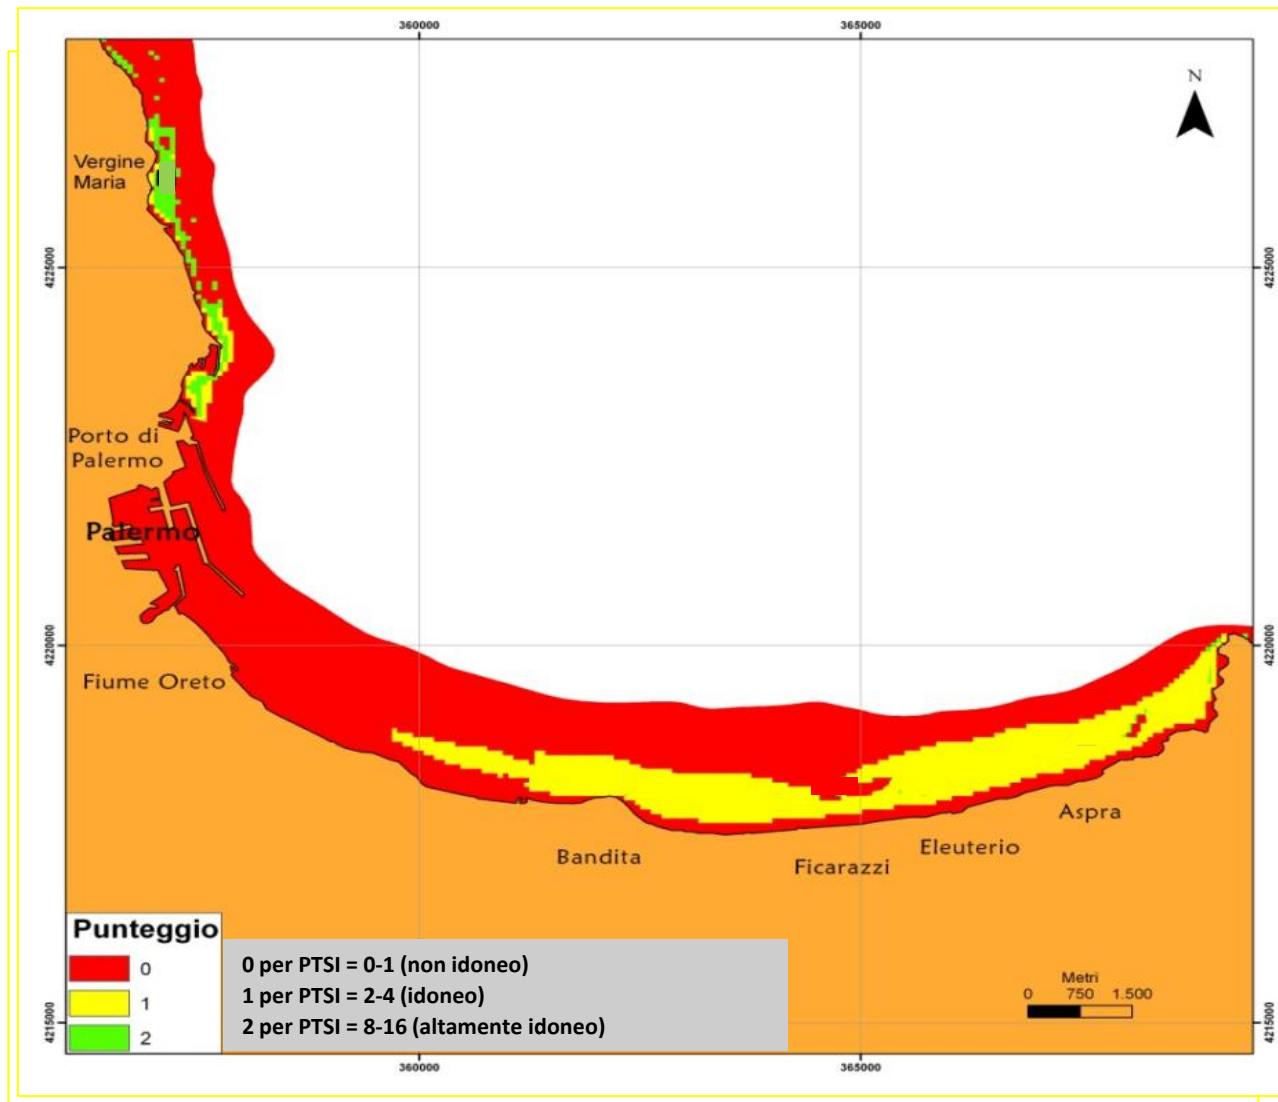 360000
365000
N
Vergine
Maria
4225000
4225000
Porto di
Palermo
Palermo
4220000
4220000
Fiume Oreto
Aspra
Eleuterio
Bandita
Ficarazzi
Punteggio
0
1
2
0 per PTSI = 0-1 (non idoneo)
1 per PTSI = 2-4 (idoneo)
2 per PTSI = 8-16 (altamente idoneo)
Metri
0 750 1.500
4215000
4215000
360000
365000